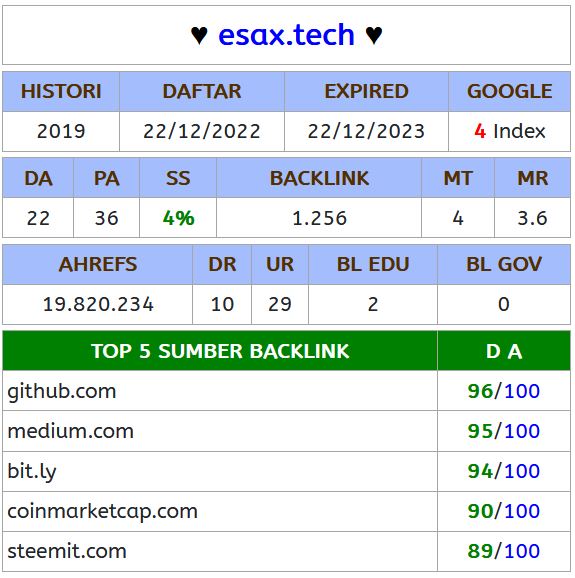 ♥ esax.tech ♥
HISTORI DAFTAR EXPIRED GOOGLE
2019 22/12/2022 22/12/2023 4 Index
DA PA SS BACKLINK MT MR
22 36 4% 1.256 4 3.6
AHREFS DR UR BL EDU BL GOV
19.820.234 10 29 2 0
TOP 5 SUMBER BACKLINK D A
github.com 96/100
medium.com 95/100
bit.ly 94/100
coinmarketcap.com 90/100
steemit.com 89/100